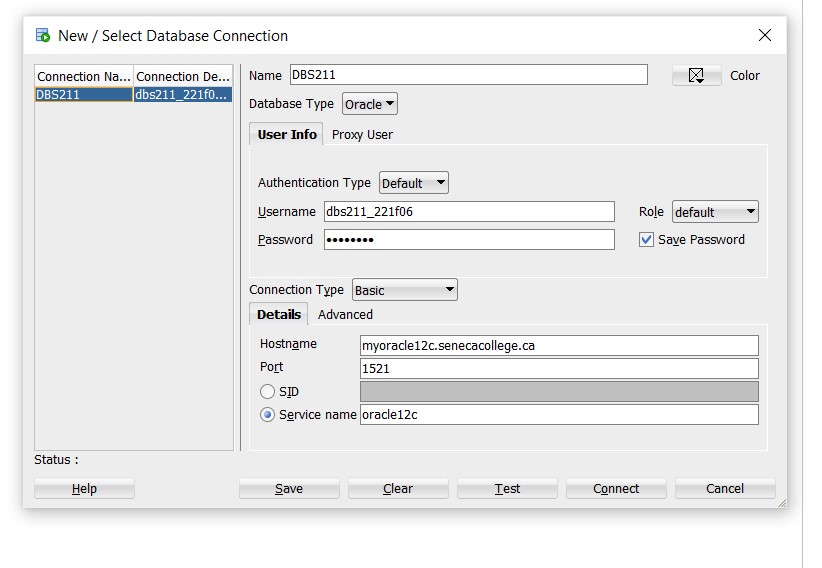 New / Select Database Connection
Connection Na... Connection De...
DBS211 dbs211_221f0...
Name DBS211 Color
Database Type Oracle
User Info Proxy User
Authentication Type Default
Username dbs211_221f06 Role default
Password •••••••• Save Password
Connection Type Basic
Details Advanced
Hostname myoracle12c.senecacollege.ca
Port 1521
SID
Service name oracle12c
Status :
Help Save Clear Test Connect Cancel